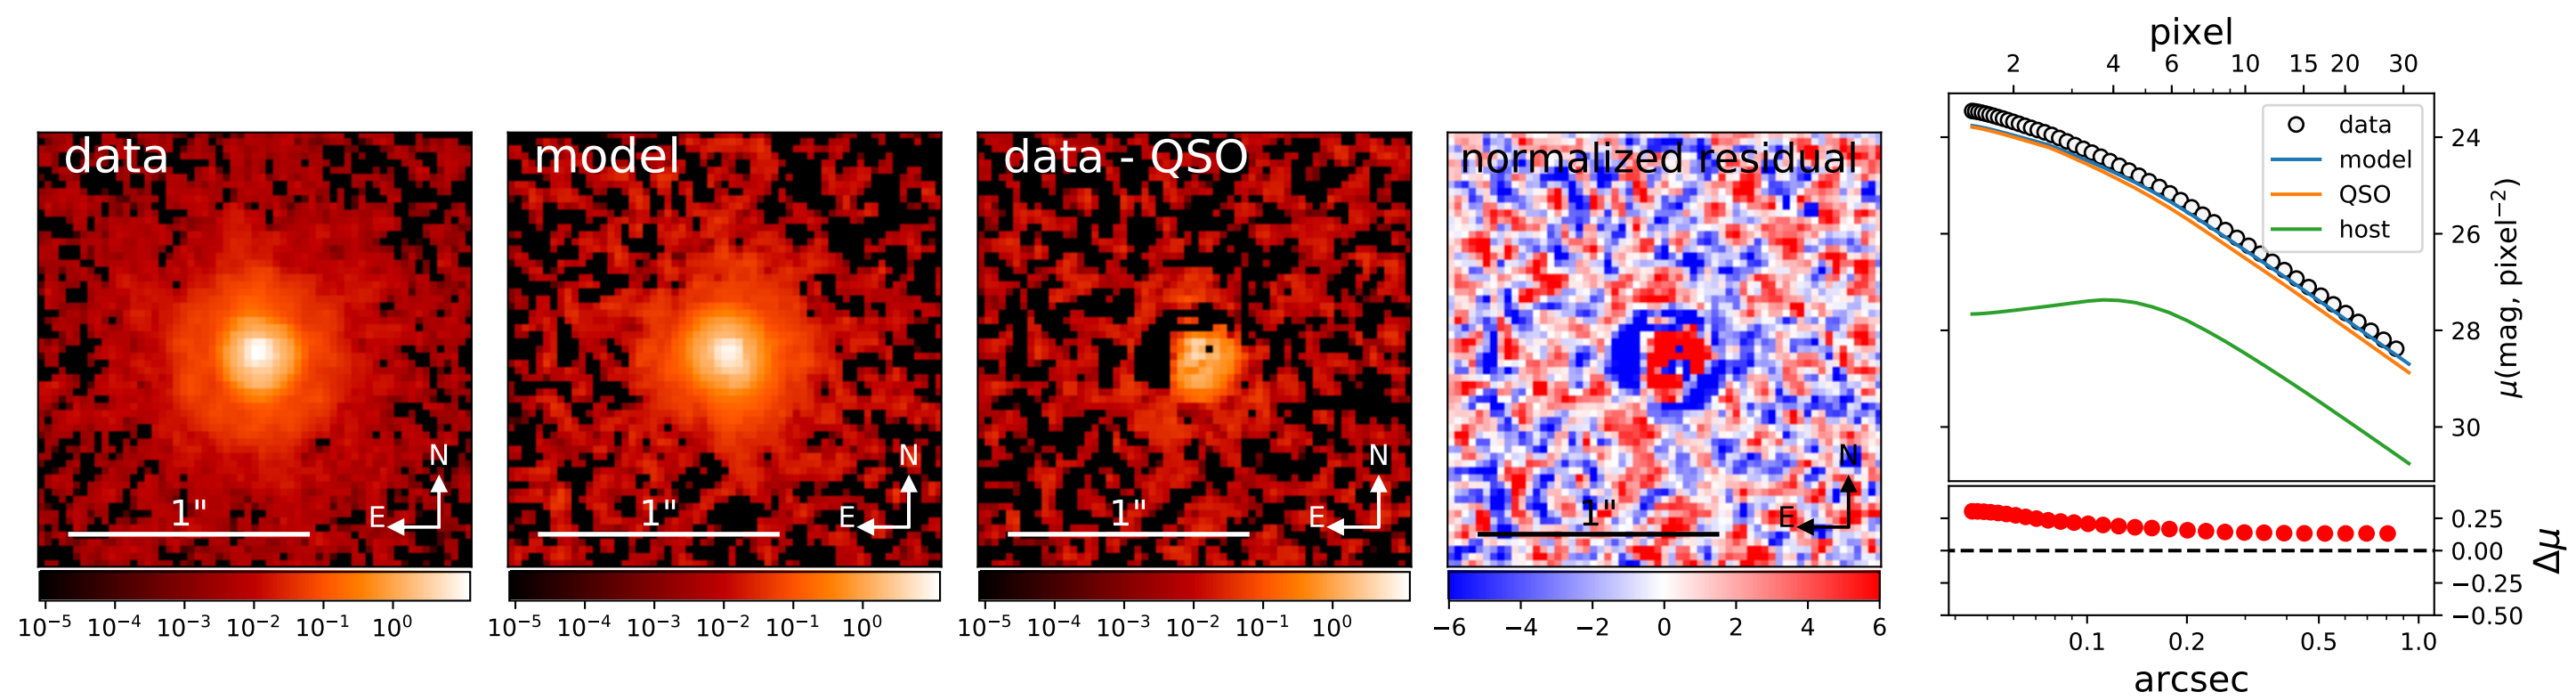 data
N
1"
E
10⁻⁵ 10⁻⁴ 10⁻³ 10⁻² 10⁻¹ 10⁰
model
N
1"
E
10⁻⁵ 10⁻⁴ 10⁻³ 10⁻² 10⁻¹ 10⁰
data - QSO
N
1"
E
10⁻⁵ 10⁻⁴ 10⁻³ 10⁻² 10⁻¹ 10⁰
normalized residual
N
1"
E
−6 −4 −2 0 2 4 6
pixel
2 4 6 10 15 20 30
data
model
QSO
host
24
26
28
30
μ(mag, pixel⁻²)
0.25
0.00
−0.25
−0.50
Δμ
0.1 0.2 0.5 1.0
arcsec